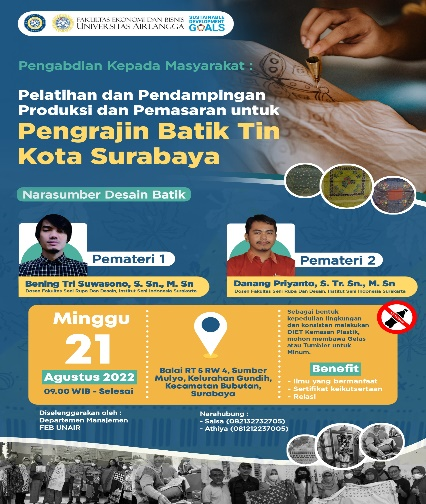 FAKULTAS EKONOMI DAN BISNIS
UNIVERSITAS AIRLANGGA
SUSTAINABLE
DEVELOPMENT
GOALS
Pengabdian Kepada Masyarakat :
Pelatihan dan Pendampingan
Produksi dan Pemasaran untuk
Pengrajin Batik Tin
Kota Surabaya
Narasumber Desain Batik
Pemateri 1
Bening Tri Suwasono, S. Sn., M. Sn
Dosen Fakultas Seni Rupa Dan Desain, Institut Seni Indonesia Surakarta
Pemateri 2
Danang Priyanto, S. Tr. Sn., M. Sn
Dosen Fakultas Seni Rupa Dan Desain, Institut Seni Indonesia Surakarta
Minggu
21
Agustus 2022
09.00 WIB - Selesai
Balai RT 5 RW 4, Sumber
Mulyo, Kelurahan Gundih,
Kecamatan Bubutan,
Surabaya
Sebagai bentuk
kepedulian lingkungan
dan konsisten melakukan
DIET Kemasan Plastik,
mohon membawa Gelas
atau Tumbler untuk
Minum.
Benefit
- Ilmu yang bermanfaat
- Sertifikat keikutsertaan
- Relasi
Diselenggarakan oleh :
Departemen Manajemen
FEB UNAIR
Narahubung :
- Salsa (082132732705)
- Athiya (081212237005)